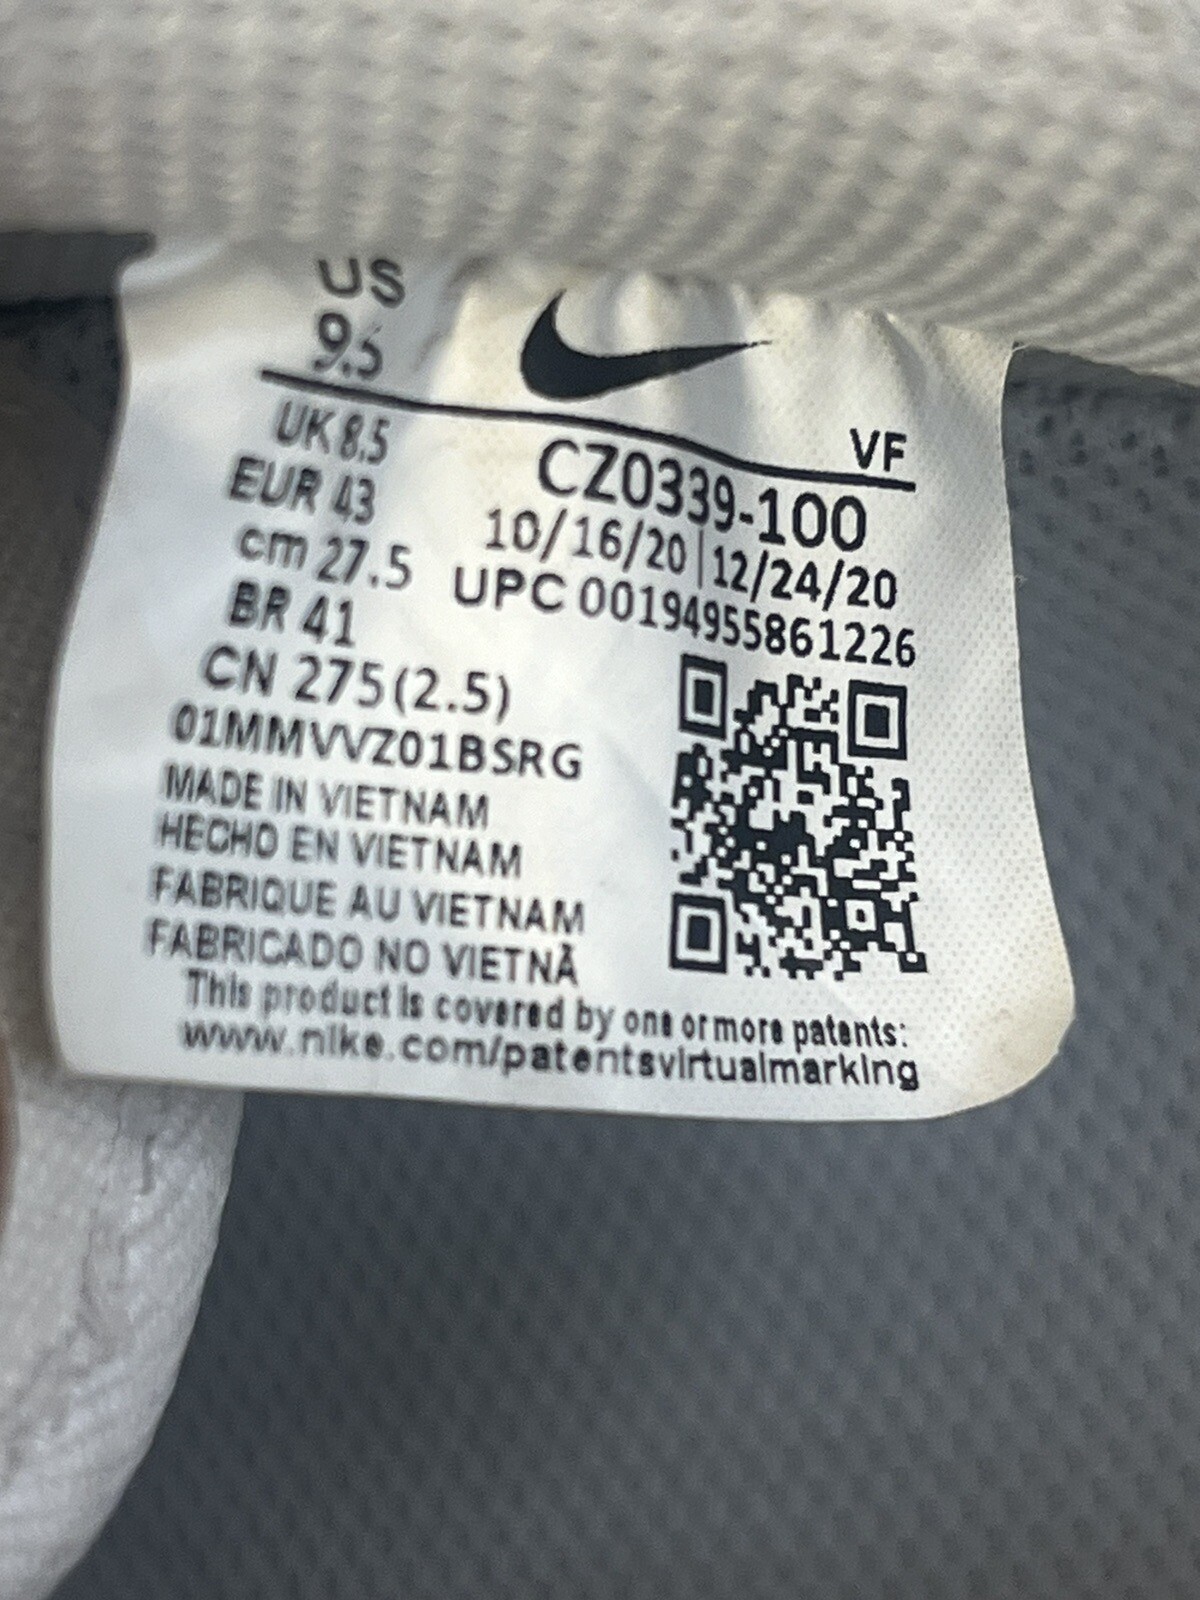 US
9.5
VF
UK 8.5
CZ0339-100
EUR 43
10/16/20|12/24/20
cm 27.5
UPC 00194955861226
BR 41
CN 275(2.5)
01MMVVZ01BSRG
MADE IN VIETNAM
HECHO EN VIETNAM
FABRIQUE AU VIETNAM
FABRICADO NO VIETNÃ
This product is covered by one or more patents:
www.nike.com/patentsvirtualmarking